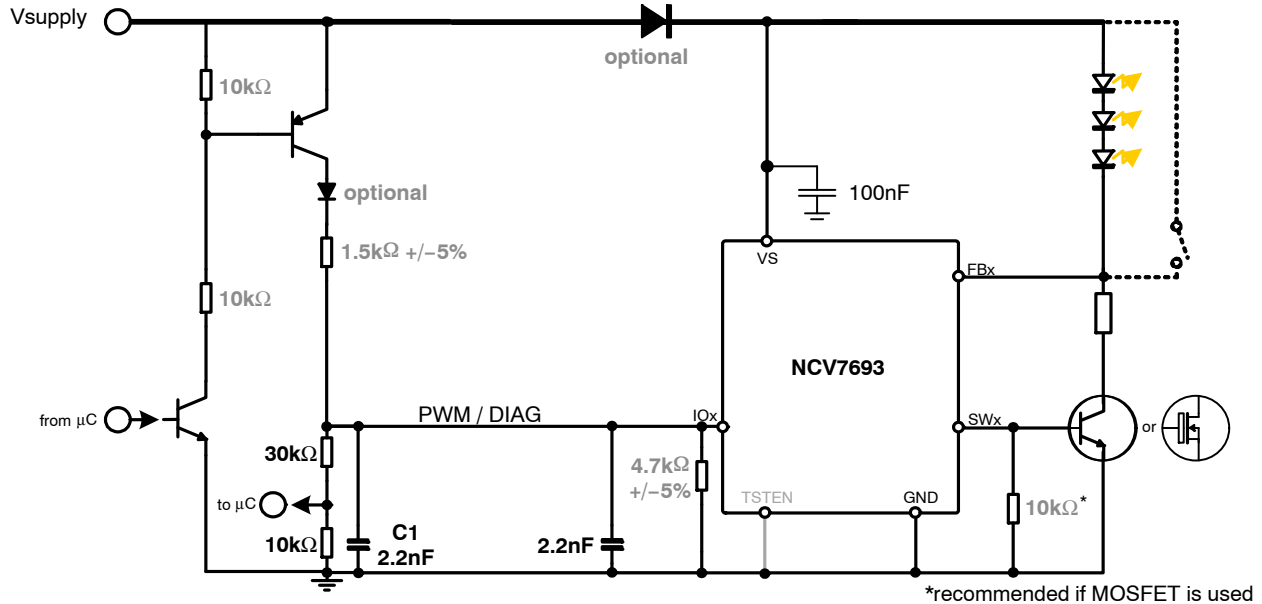 Vsupply
optional
10kΩ
optional
100nF
1.5kΩ +/−5%
VS
FBx
10kΩ
NCV7693
from μC
PWM / DIAG
IOx
SWx
or
30kΩ
4.7kΩ
+/−5%
to μC
TSTEN
GND
10kΩ*
10kΩ
C1
2.2nF
2.2nF
*recommended if MOSFET is used